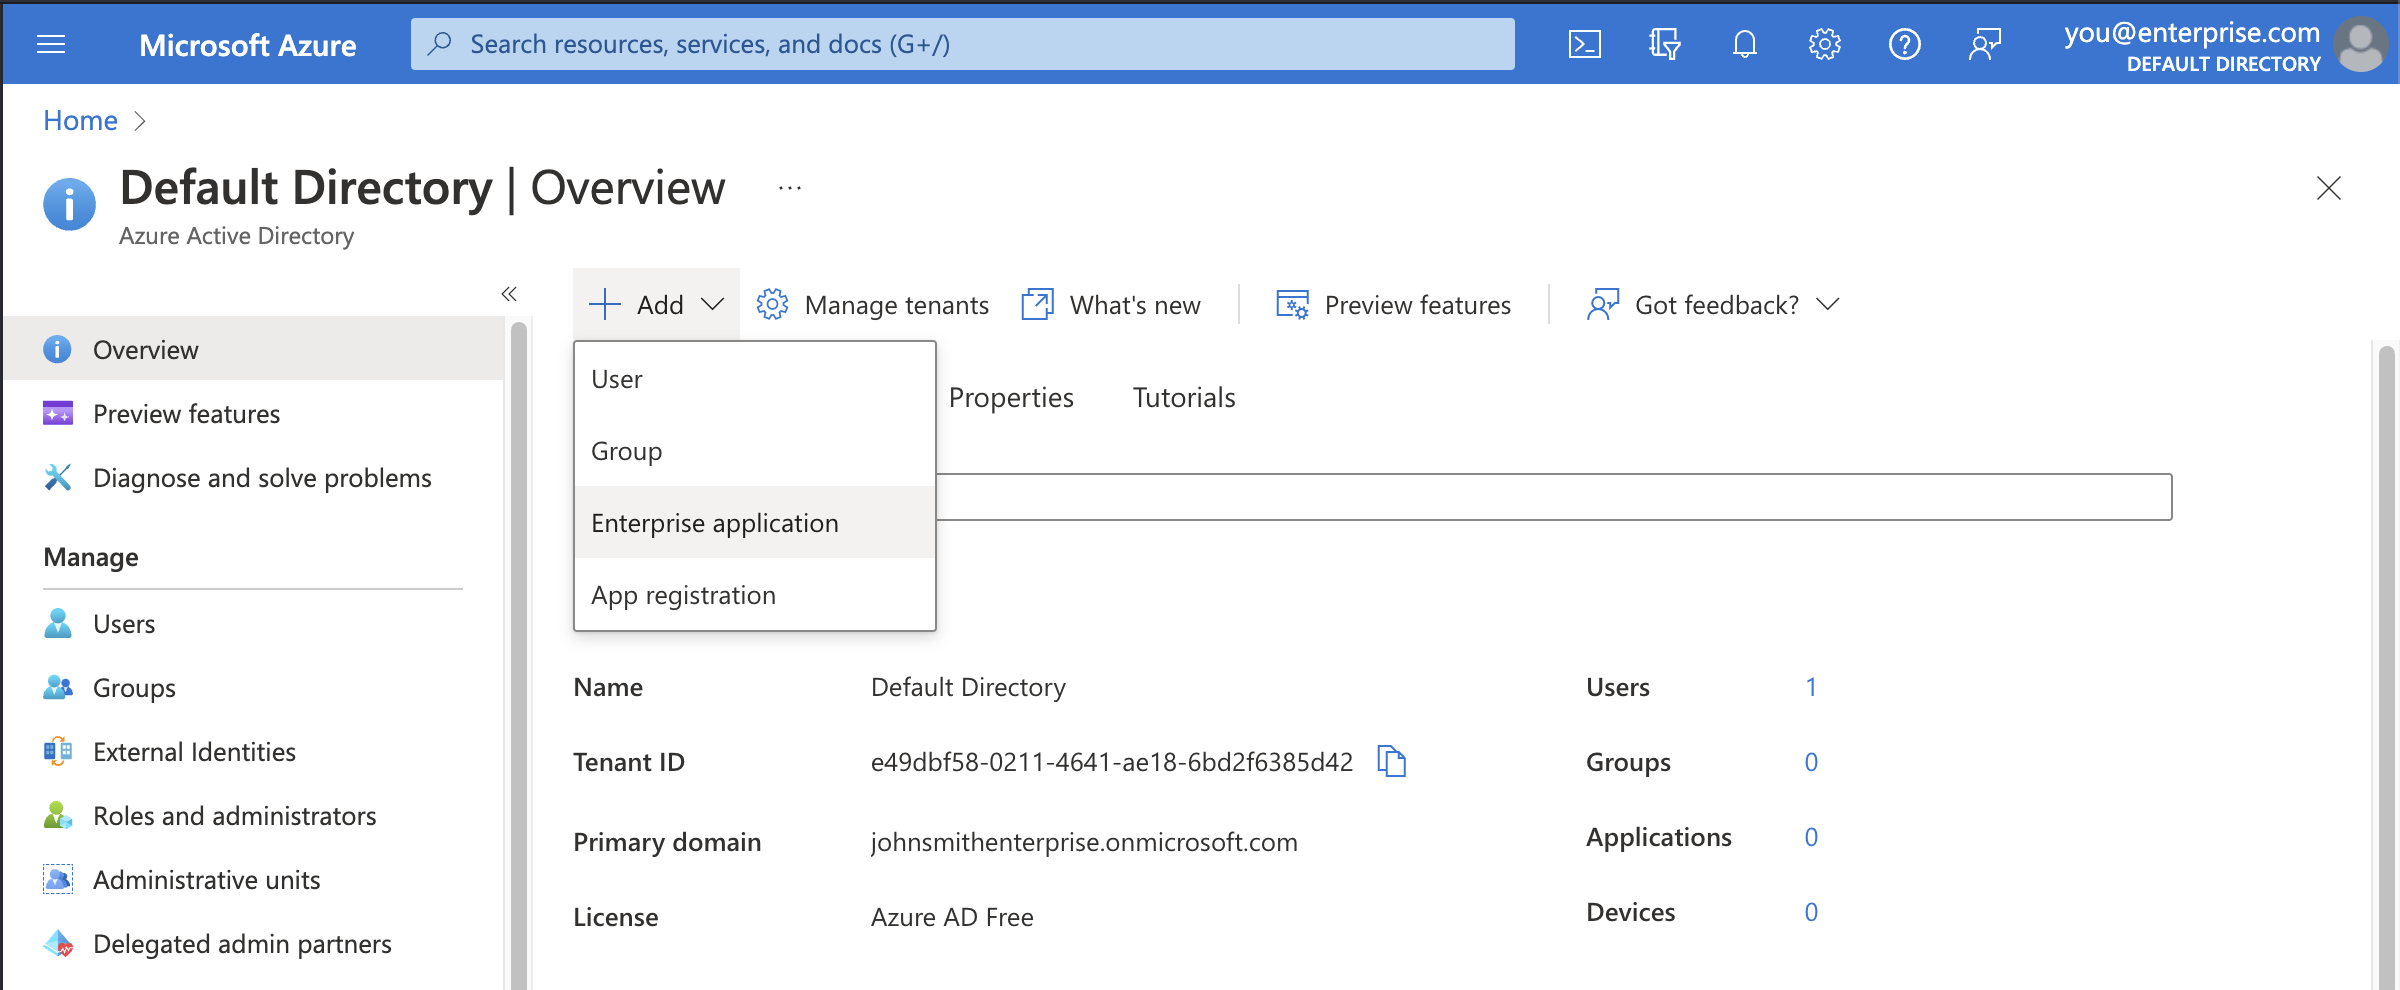 Microsoft Azure
Search resources, services, and docs (G+/)
you@enterprise.com
DEFAULT DIRECTORY
Home
Default Directory | Overview
...
Azure Active Directory
Add
Manage tenants
What's new
Preview features
Got feedback?
Overview
Preview features
Diagnose and solve problems
Manage
Users
Groups
External Identities
Roles and administrators
Administrative units
Delegated admin partners
User
Group
Enterprise application
App registration
Properties
Tutorials
Name Default Directory
Tenant ID e49dbf58-0211-4641-ae18-6bd2f6385d42
Primary domain johnsmithenterprise.onmicrosoft.com
License Azure AD Free
Users 1
Groups 0
Applications 0
Devices 0